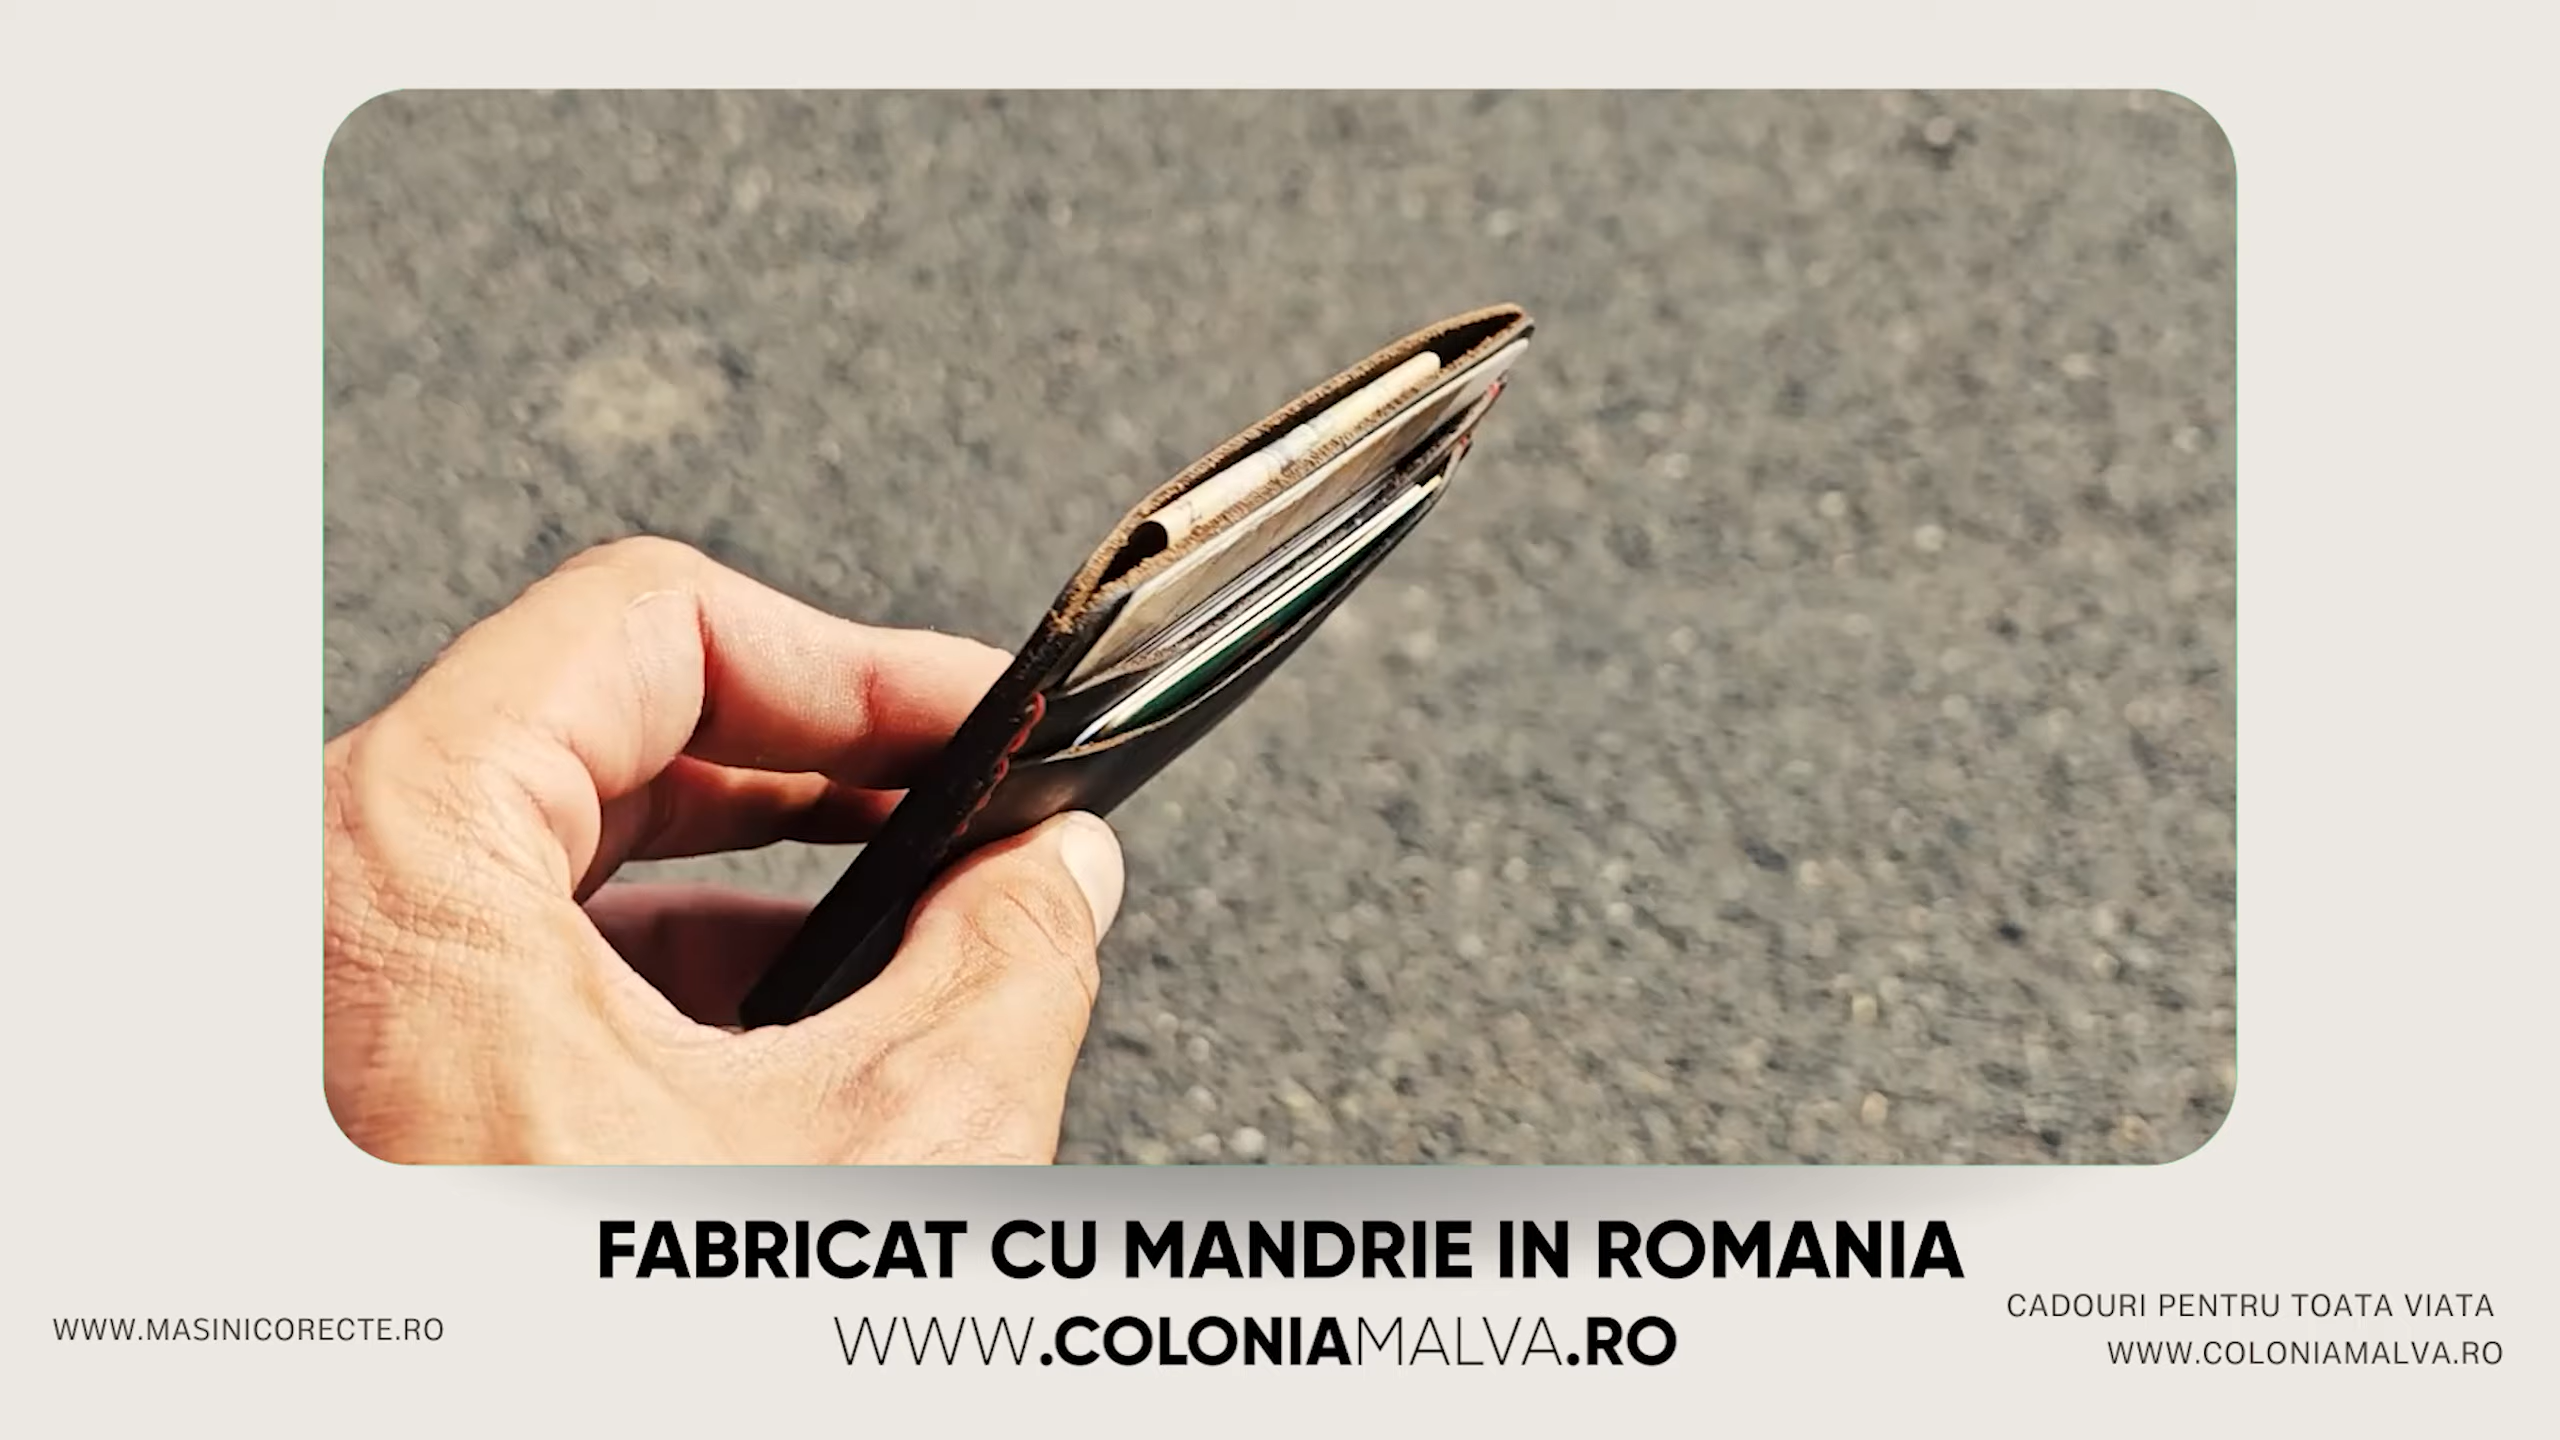 FABRICAT CU MANDRIE IN ROMANIA
WWW.COLONIAMALVA.RO
WWW.MASINICORECTE.RO
CADOURI PENTRU TOATA VIATA
WWW.COLONIAMALVA.RO